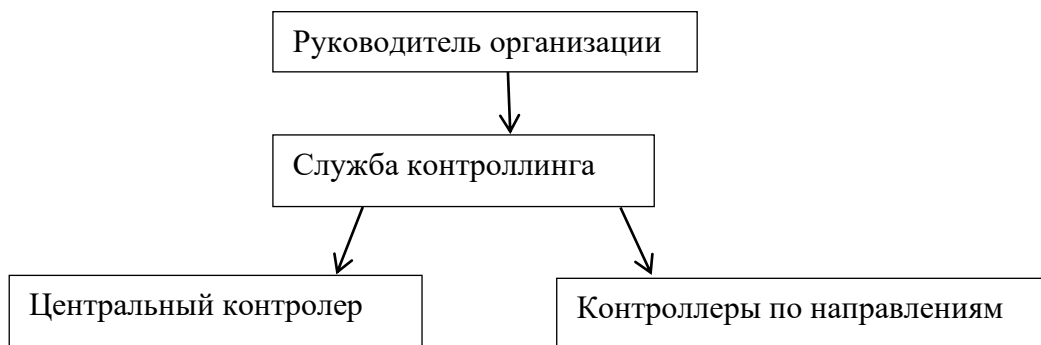 Руководитель организации
Служба контроллинга
Центральный контролер
Контроллеры по направлениям